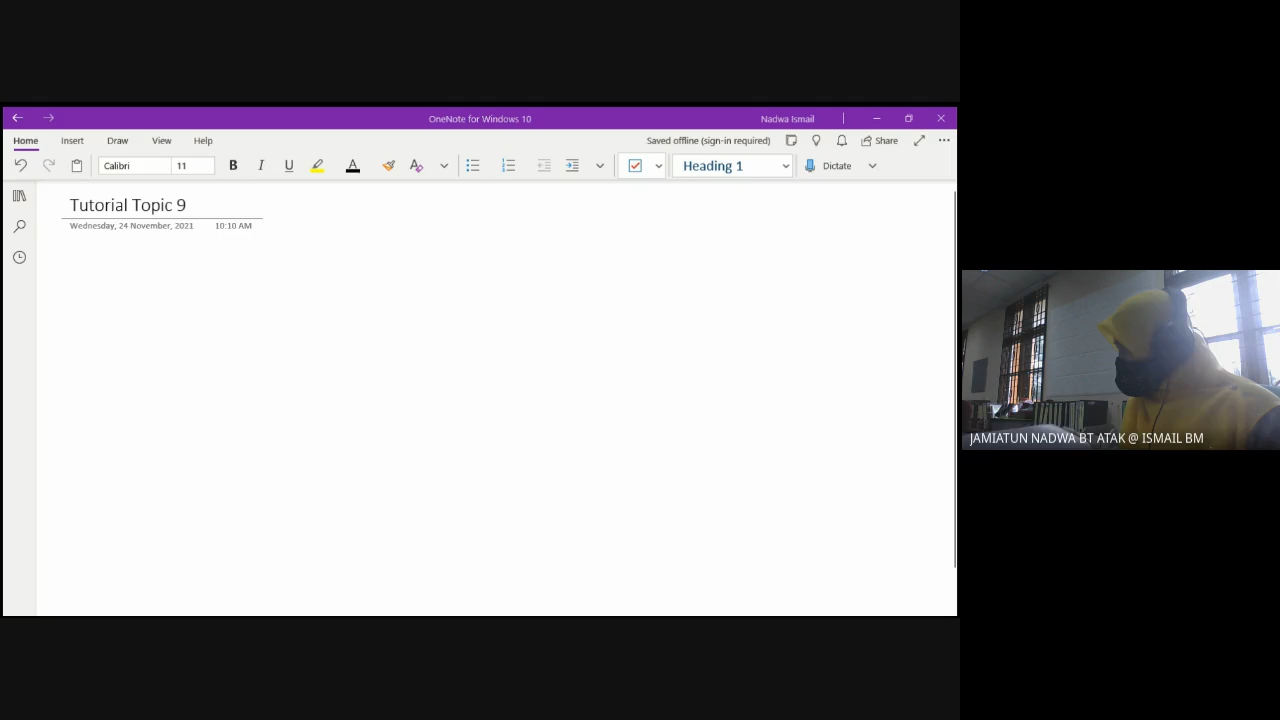 OneNote for Windows 10
Nadwa Ismail
Home Insert Draw View Help
Saved offline (sign-in required)
Share
Calibri 11 B I U A A
Heading 1
Dictate
Tutorial Topic 9
Wednesday, 24 November, 2021 10:10 AM
JAMIATUN NADWA BT ATAK @ ISMAIL BM